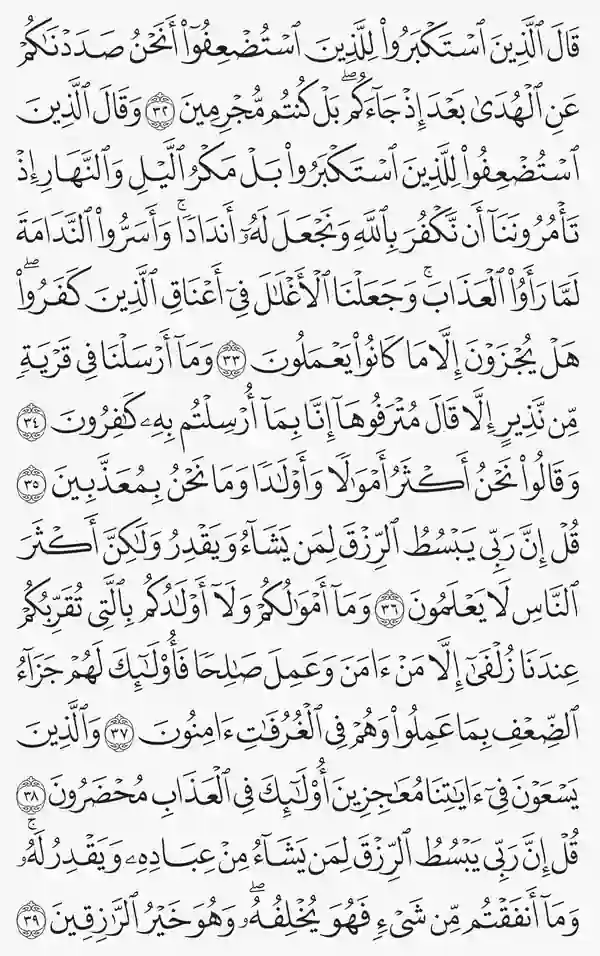 قَالَ ٱلَّذِينَ ٱسْتَكْبَرُوا۟ لِلَّذِينَ ٱسْتُضْعِفُوٓا۟ أَنَحْنُ صَدَدْنَٰكُمْ
عَنِ ٱلْهُدَىٰ بَعْدَ إِذْ جَآءَكُم ۖ بَلْ كُنتُم مُّجْرِمِينَ ٣٢ وَقَالَ ٱلَّذِينَ
ٱسْتُضْعِفُوا۟ لِلَّذِينَ ٱسْتَكْبَرُوا۟ بَلْ مَكْرُ ٱلَّيْلِ وَٱلنَّهَارِ إِذْ
تَأْمُرُونَنَآ أَن نَّكْفُرَ بِٱللَّهِ وَنَجْعَلَ لَهُۥٓ أَندَادًا ۚ وَأَسَرُّوا۟ ٱلنَّدَامَةَ
لَمَّا رَأَوُا۟ ٱلْعَذَابَ ۚ وَجَعَلْنَا ٱلْأَغْلَٰلَ فِىٓ أَعْنَاقِ ٱلَّذِينَ كَفَرُوا۟ ۖ
هَلْ يُجْزَوْنَ إِلَّا مَا كَانُوا۟ يَعْمَلُونَ ٣٣ وَمَآ أَرْسَلْنَا فِى قَرْيَةٍ
مِّن نَّذِيرٍ إِلَّا قَالَ مُتْرَفُوهَآ إِنَّا بِمَآ أُرْسِلْتُم بِهِۦ كَٰفِرُونَ ٣٤
وَقَالُوا۟ نَحْنُ أَكْثَرُ أَمْوَٰلًا وَأَوْلَٰدًا وَمَا نَحْنُ بِمُعَذَّبِينَ ٣٥
قُلْ إِنَّ رَبِّى يَبْسُطُ ٱلرِّزْقَ لِمَن يَشَآءُ وَيَقْدِرُ وَلَٰكِنَّ أَكْثَرَ
ٱلنَّاسِ لَا يَعْلَمُونَ ٣٦ وَمَآ أَمْوَٰلُكُمْ وَلَآ أَوْلَٰدُكُم بِٱلَّتِى تُقَرِّبُكُمْ
عِندَنَا زُلْفَىٰٓ إِلَّا مَنْ ءَامَنَ وَعَمِلَ صَٰلِحًا فَأُو۟لَٰٓئِكَ لَهُمْ جَزَآءُ
ٱلضِّعْفِ بِمَا عَمِلُوا۟ وَهُمْ فِى ٱلْغُرُفَٰتِ ءَامِنُونَ ٣٧ وَٱلَّذِينَ
يَسْعَوْنَ فِىٓ ءَايَٰتِنَا مُعَٰجِزِينَ أُو۟لَٰٓئِكَ فِى ٱلْعَذَابِ مُحْضَرُونَ ٣٨
قُلْ إِنَّ رَبِّى يَبْسُطُ ٱلرِّزْقَ لِمَن يَشَآءُ مِنْ عِبَادِهِۦ وَيَقْدِرُ لَهُۥ ۚ
وَمَآ أَنفَقْتُم مِّن شَىْءٍ فَهُوَ يُخْلِفُهُۥ ۖ وَهُوَ خَيْرُ ٱلرَّٰزِقِينَ ٣٩